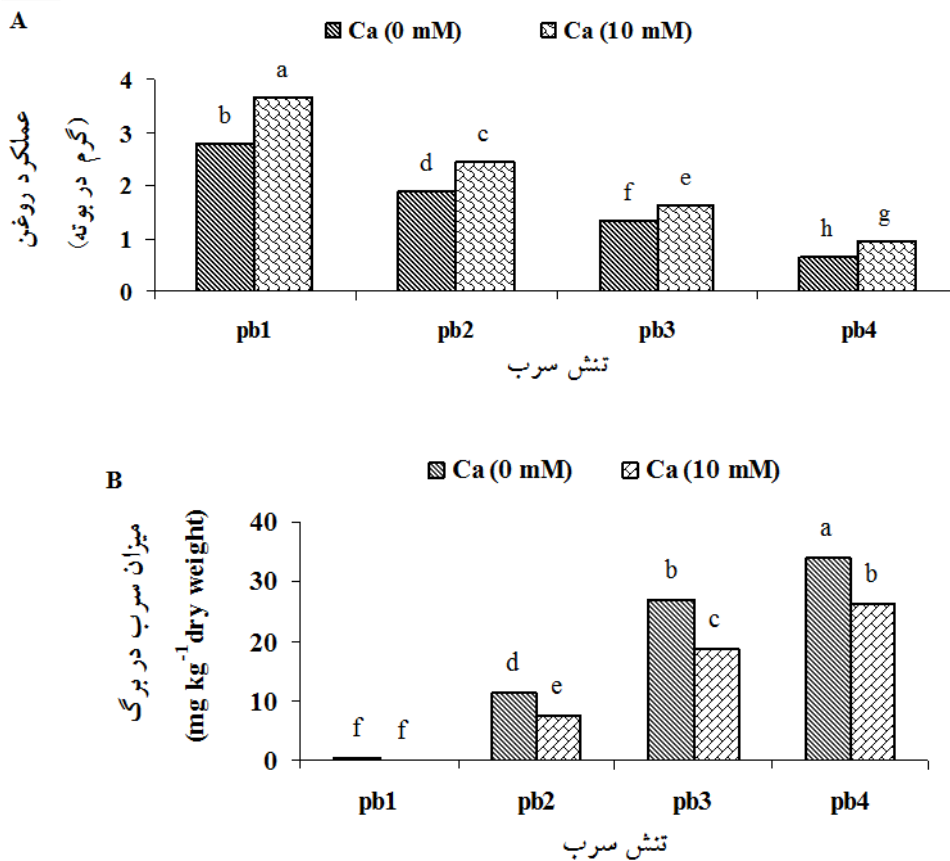 A
Ca (0 mM) Ca (10 mM)
عملکرد روغن
(گرم در بوته)
4
3
2
1
0
b a d c f e h g
pb1 pb2 pb3 pb4
تنش سرب
B
Ca (0 mM) Ca (10 mM)
میزان سرب در برگ
(mg kg⁻¹dry weight)
40
30
20
10
0
f f d e b c a b
pb1 pb2 pb3 pb4
تنش سرب